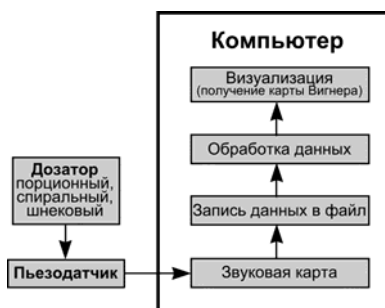 Компьютер
Визуализация
(получение карты Вигнера)
Обработка данных
Запись данных в файл
Звуковая карта
Дозатор
порционный,
спиральный,
шнековый
Пьезодатчик